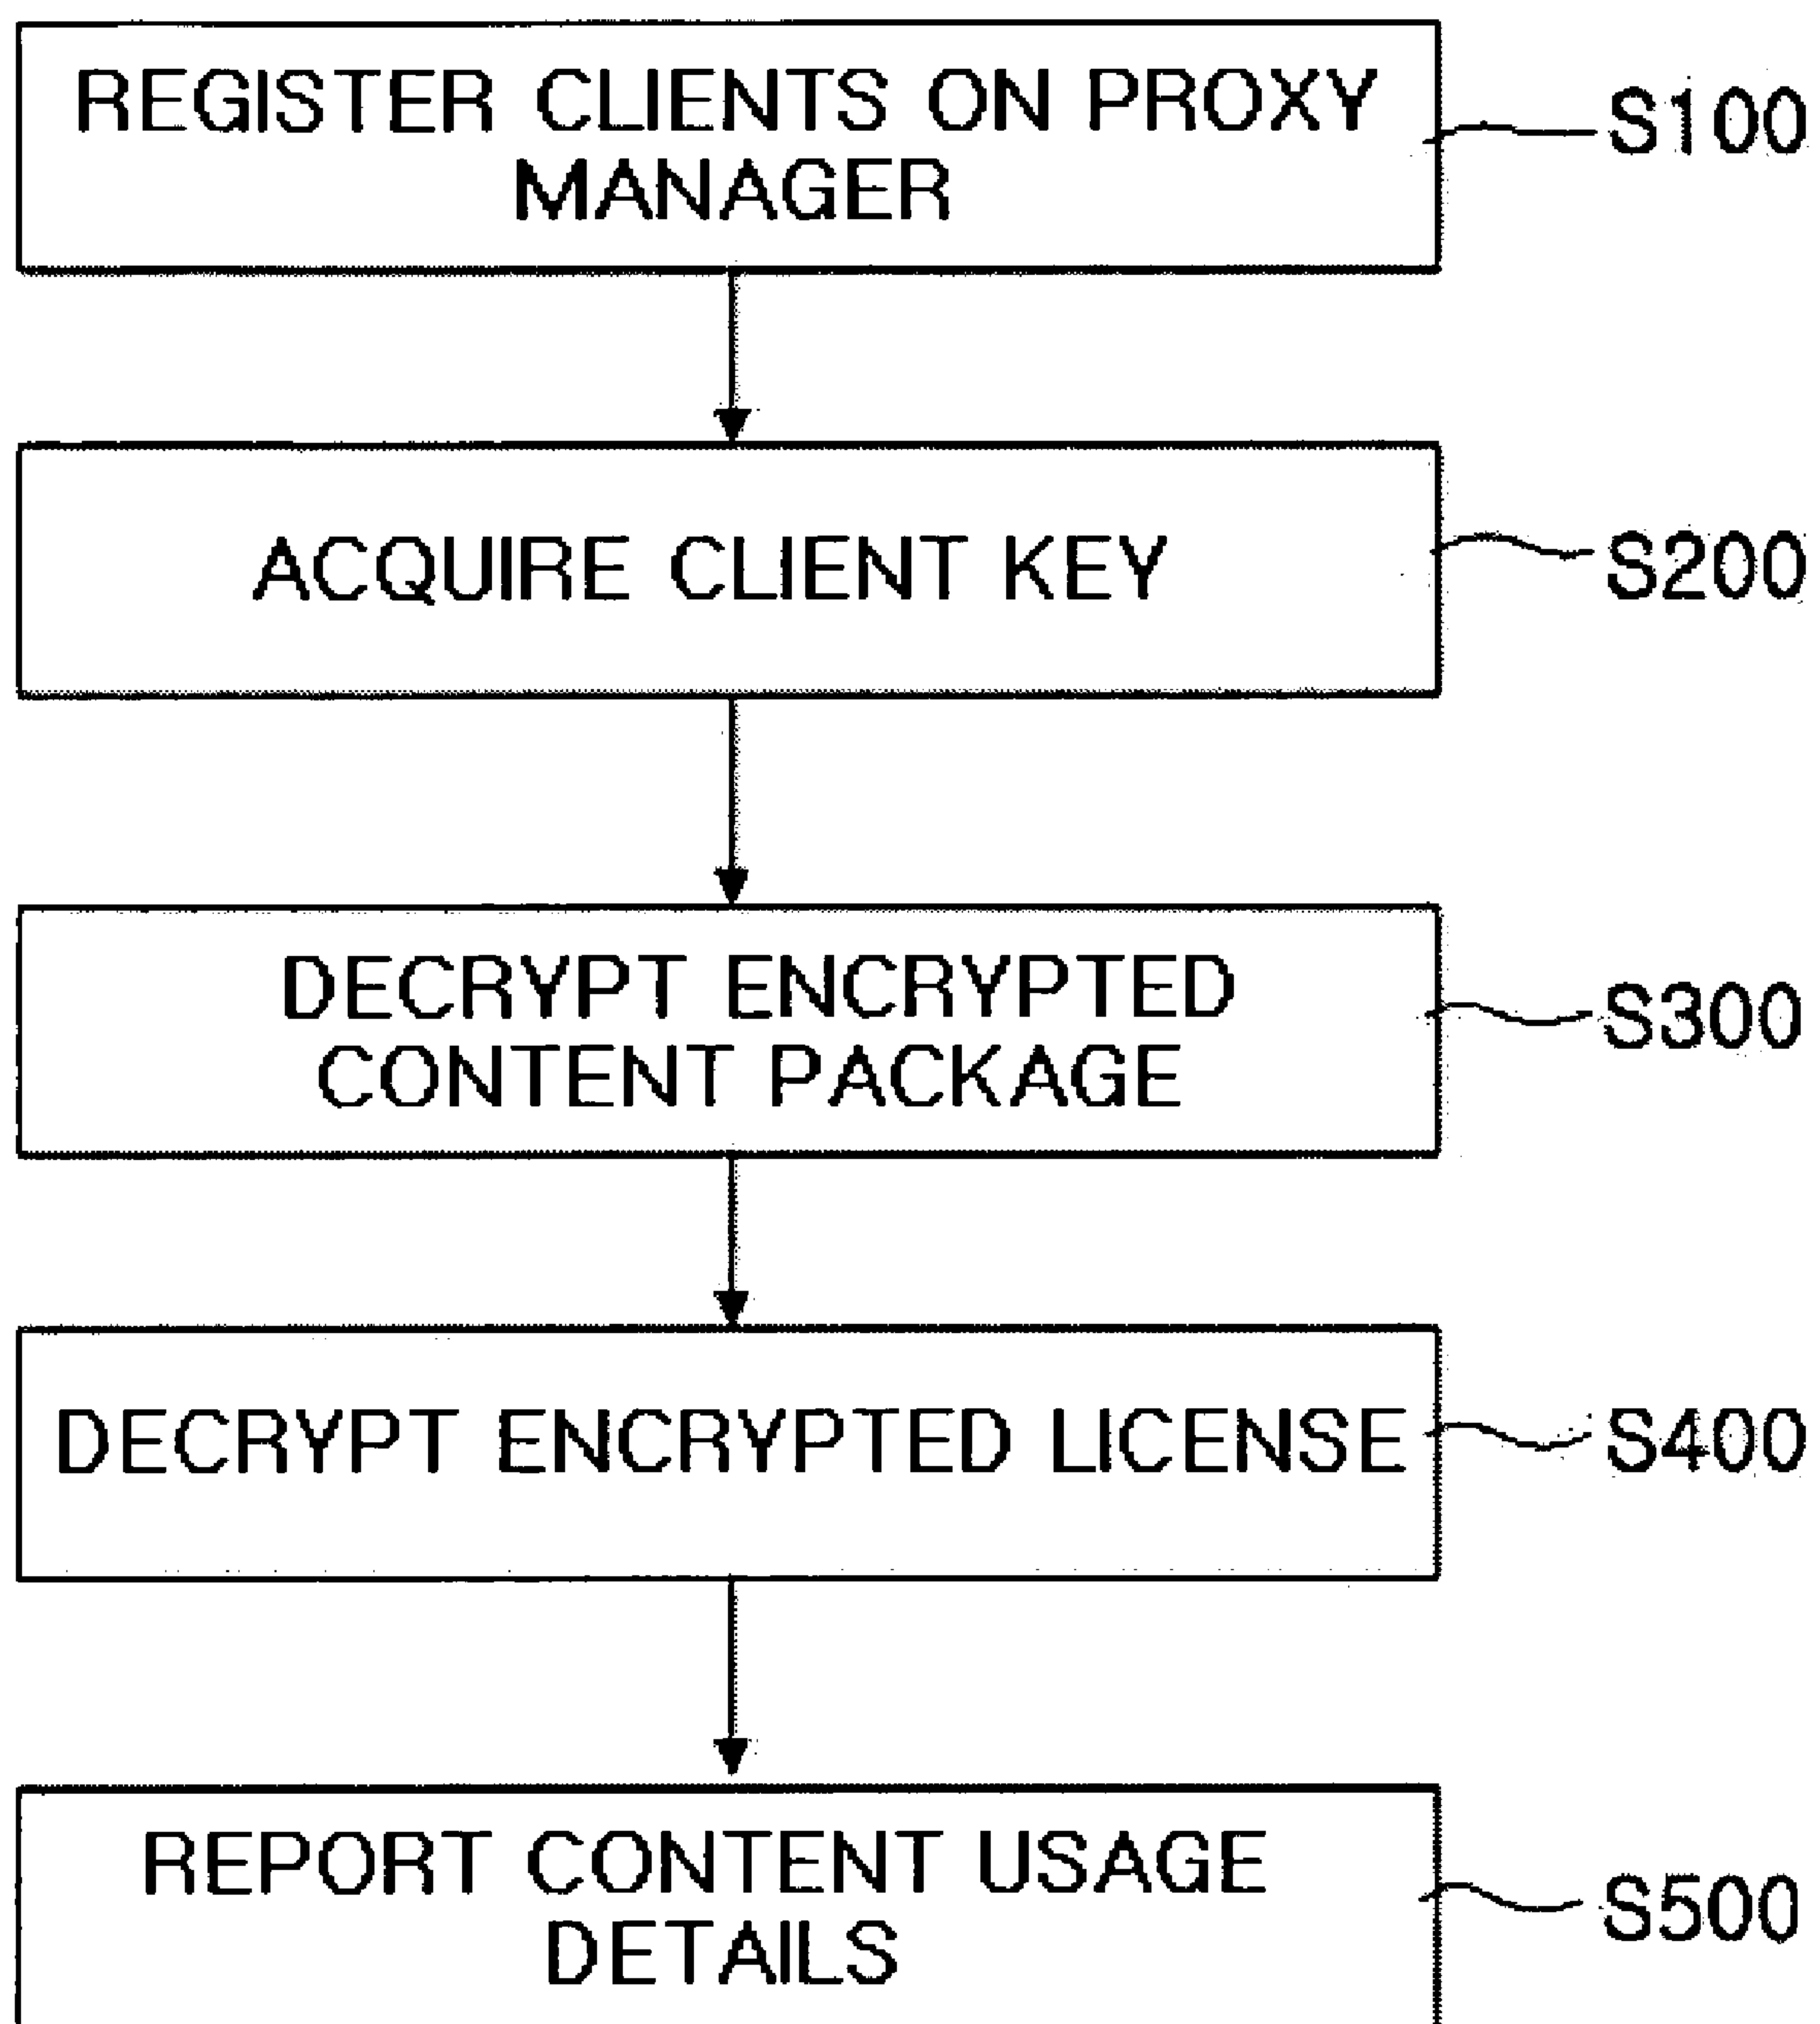 REGISTER CLIENTS ON PROXY
MANAGER
S100
ACQUIRE CLIENT KEY
S200
DECRYPT ENCRYPTED
CONTENT PACKAGE
S300
DECRYPT ENCRYPTED LICENSE
S400
REPORT CONTENT USAGE
DETAILS
S500